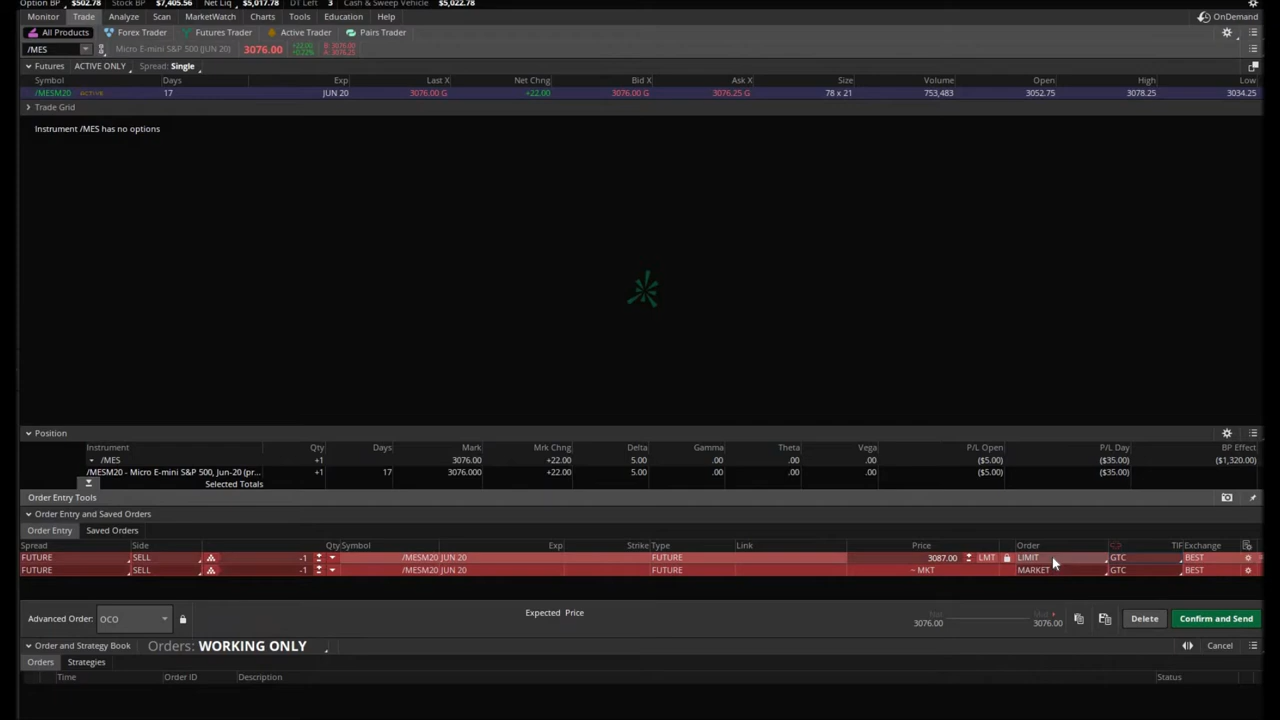 Option BP $502.78 Stock BP $7,405.56 Net Liq $5,017.78 DT Left 3 Cash & Sweep Vehicle $5,022.78
Monitor Trade Analyze Scan MarketWatch Charts Tools Education Help OnDemand
All Products Forex Trader Futures Trader Active Trader Pairs Trader
/MES Micro E-mini S&P 500 (JUN 20) 3076.00 +22.00 +0.72% B: 3076.00 A: 3076.25
Futures ACTIVE ONLY Spread: Single
Symbol Days Exp Last X Net Chng Bid X Ask X Size Volume Open High Low
/MESM20 ACTIVE 17 JUN 20 3076.00 G +22.00 3076.00 G 3076.25 G 78 x 21 753,483 3052.75 3078.25 3034.25
Trade Grid
Instrument /MES has no options
Position
Instrument Qty Days Mark Mrk Chng Delta Gamma Theta Vega P/L Open P/L Day BP Effect
/MES +1 3076.00 +22.00 5.00 .00 .00 .00 ($5.00) ($35.00) ($1,320.00)
/MESM20 - Micro E-mini S&P 500, Jun-20 (pr... +1 17 3076.000 +22.00 5.00 .00 .00 .00 ($5.00) ($35.00)
Selected Totals
Order Entry Tools
Order Entry and Saved Orders
Order Entry Saved Orders
Spread Side Qty Symbol Exp Strike Type Link Price Order TIF Exchange
FUTURE SELL -1 /MESM20 JUN 20 FUTURE 3087.00 LMT LIMIT GTC BEST
FUTURE SELL -1 /MESM20 JUN 20 FUTURE ~ MKT MARKET GTC BEST
Advanced Order: OCO Expected Price 3076.00 3076.00 Delete Confirm and Send
Order and Strategy Book Orders: WORKING ONLY Cancel
Orders Strategies
Time Order ID Description Status